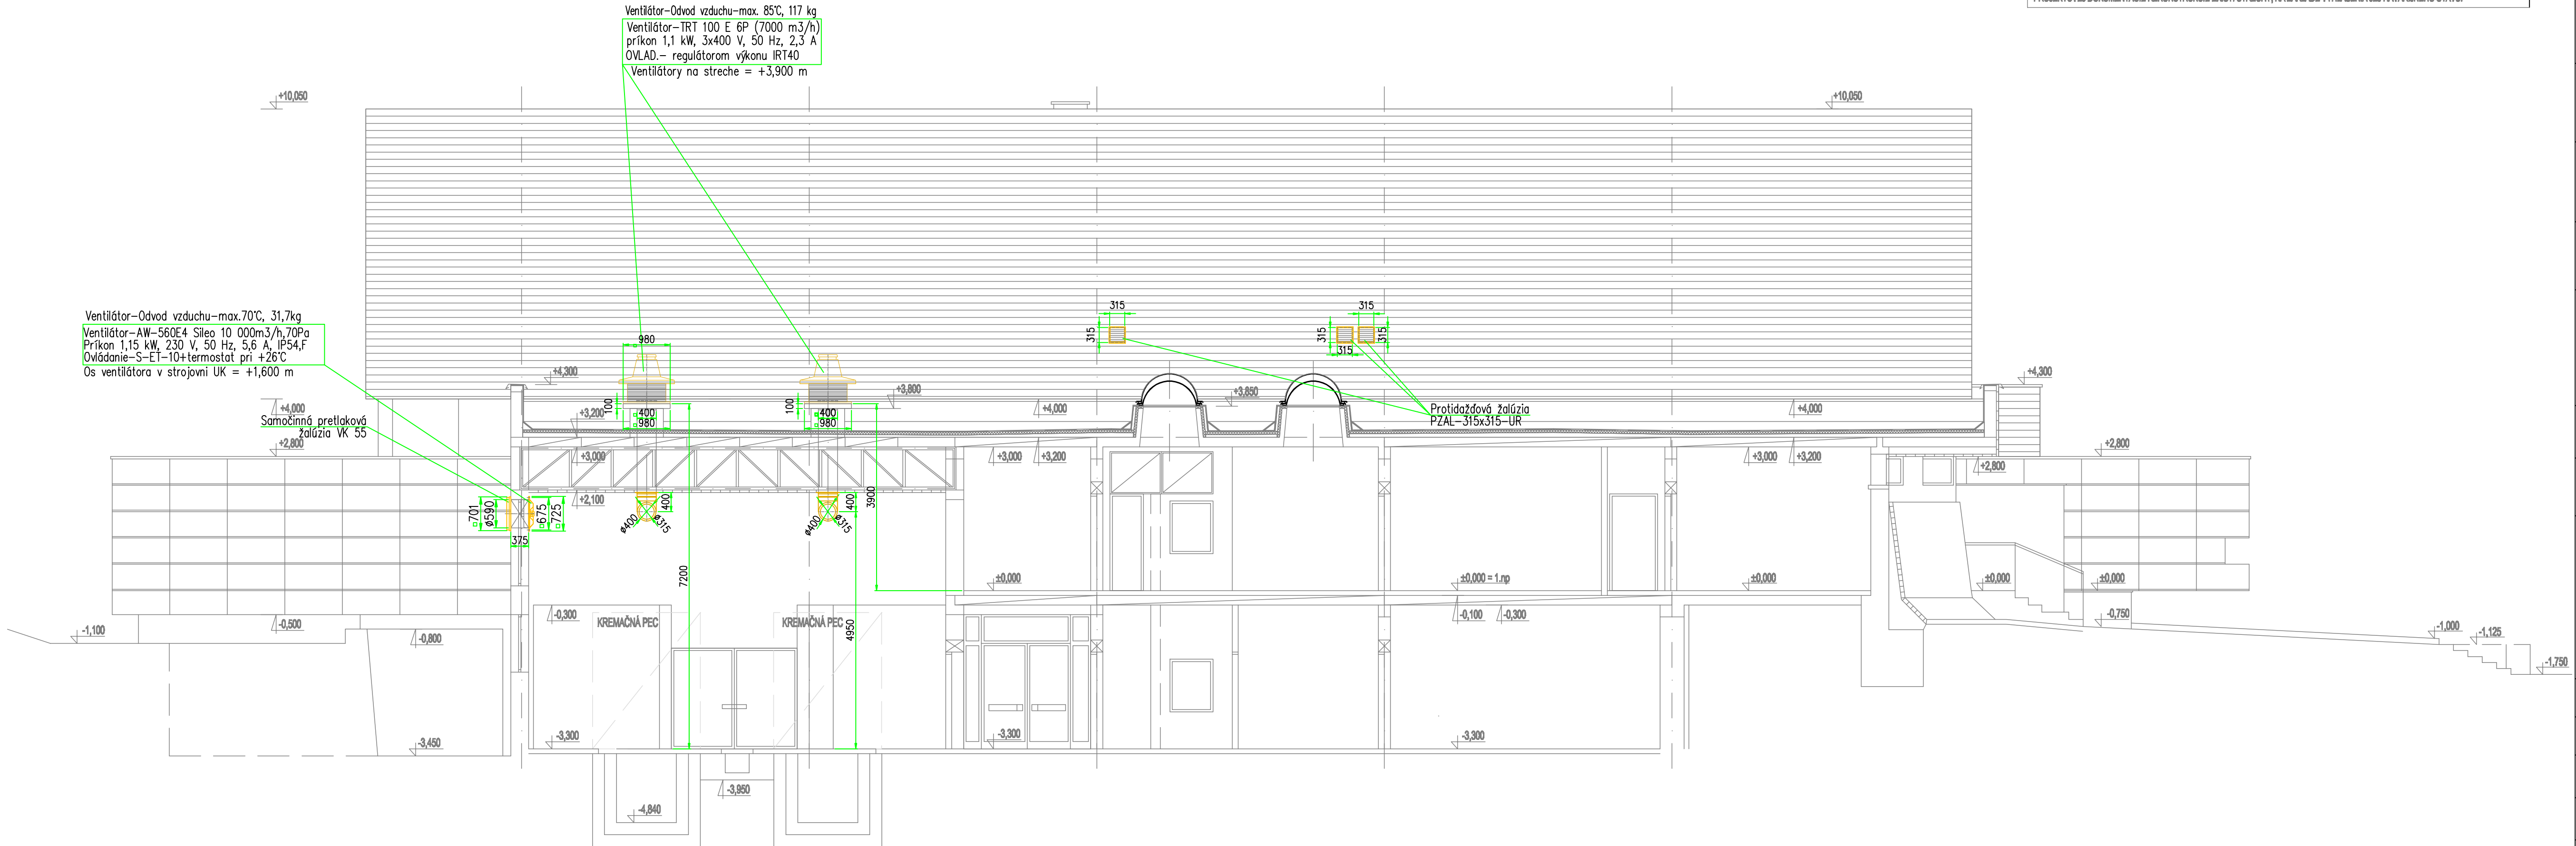 Ventilátor-Odvod vzduchu-max. 85°C, 117 kg
Ventilátor-TRT 100 E 6P (7000 m3/h)
príkon 1,1 kW, 3x400 V, 50 Hz, 2,3 A
OVLAD.- regulátorom výkonu IRT40
Ventilátory na streche = +3,900 m
+10,050
+10,050
Ventilátor-Odvod vzduchu-max.70°C, 31,7kg
Ventilátor-AW-560E4 Sileo 10 000m3/h,70Pa
Príkon 1,15 kW, 230 V, 50 Hz, 5,6 A, IP54,F
Ovládanie-S-ET-10+termostat pri +26°C
Os ventilátora v strojovni UK = +1,600 m
Samočinná pretlaková
žalúzia VK 55
315
315
315
315
315
315
980
+4,300
+4,300
+4,000
+3,200
100
400
980
100
400
980
+3,800
+4,000
+3,850
Protidažďová žalúzia
PZAL-315x315-UR
+4,000
+2,800
+3,000
+3,000
+3,200
+3,000
+3,200
+2,800
+2,800
+2,100
701
ø590
675
725
375
400
ø400
ø315
400
ø400
ø315
3900
7200
4950
±0,000
±0,000 = 1.np
±0,000
±0,000
±0,000
-0,300
KREMAČNÁ PEC
KREMAČNÁ PEC
-0,100
-0,300
-0,500
-0,800
-1,100
-0,750
-1,000
-1,125
-1,750
-3,450
-3,300
-3,300
-3,300
-3,950
-4,840